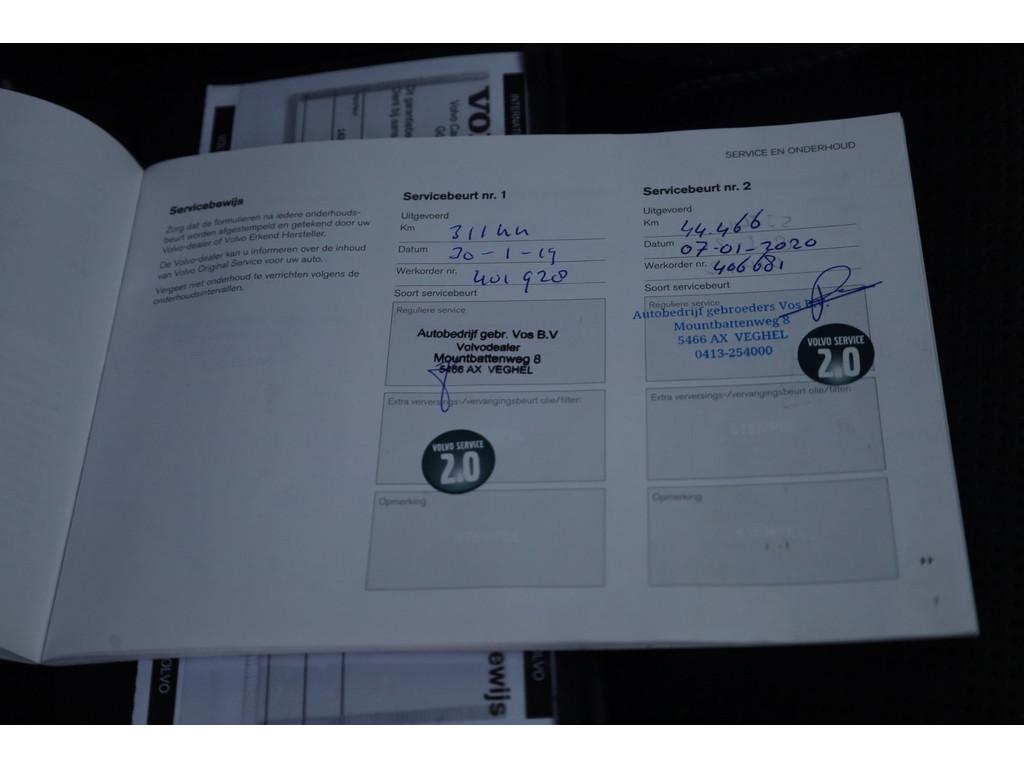 SERVICE EN ONDERHOUD
Servicebewijs
Zorg dat de formulieren na iedere onderhouds-
beurt worden afgestempeld en getekend door uw
Volvo-dealer of Volvo Erkend Hersteller.
De Volvo-dealer kan u informeren over de inhoud
van Volvo Original Service voor uw auto.
Vergeet niet onderhoud te verrichten volgens de
onderhoudsintervallen.
Servicebeurt nr. 1
Uitgevoerd
Km 31144
Datum 30-1-19
Werkorder nr. 401928
Soort servicebeurt
Reguliere service
Autobedrijf gebr. Vos B.V
Volvodealer
Mountbattenweg 8
5466 AX VEGHEL
Extra verversings-/vervangingsbeurt olie/filter:
VOLVO SERVICE
2.0
Opmerking
Servicebeurt nr. 2
Uitgevoerd
Km 44.466
Datum 07-01-2020
Werkorder nr. 406681
Soort servicebeurt
Reguliere service
Autobedrijf gebroeders Vos
Mountbattenweg 8
5466 AX VEGHEL
0413-254000
VOLVO SERVICE
2.0
Extra verversings-/vervangingsbeurt olie/filter:
Opmerking
VOLVO
ewijs